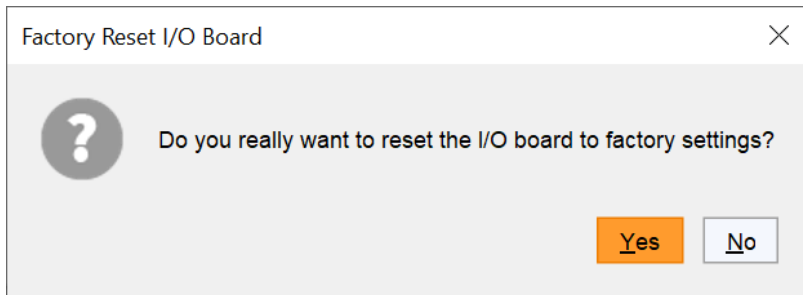 Factory Reset I/O Board
Do you really want to reset the I/O board to factory settings?
Yes No